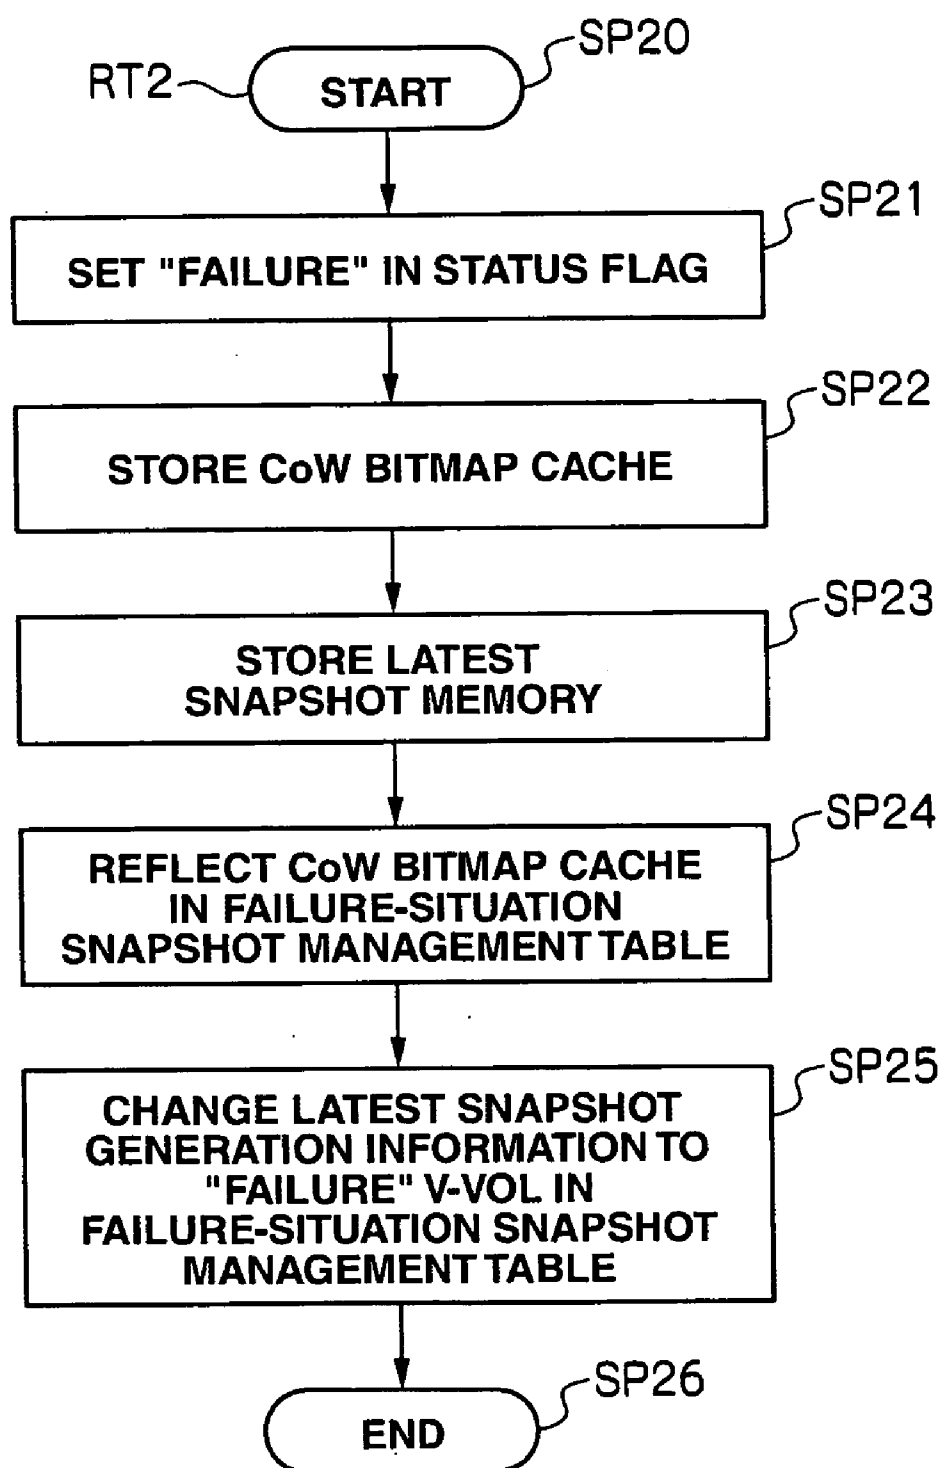 SP20
RT2
START
SP21
SET "FAILURE" IN STATUS FLAG
SP22
STORE CoW BITMAP CACHE
SP23
STORE LATEST
SNAPSHOT MEMORY
SP24
REFLECT CoW BITMAP CACHE
IN FAILURE-SITUATION
SNAPSHOT MANAGEMENT TABLE
SP25
CHANGE LATEST SNAPSHOT
GENERATION INFORMATION TO
"FAILURE" V-VOL IN
FAILURE-SITUATION SNAPSHOT
MANAGEMENT TABLE
SP26
END